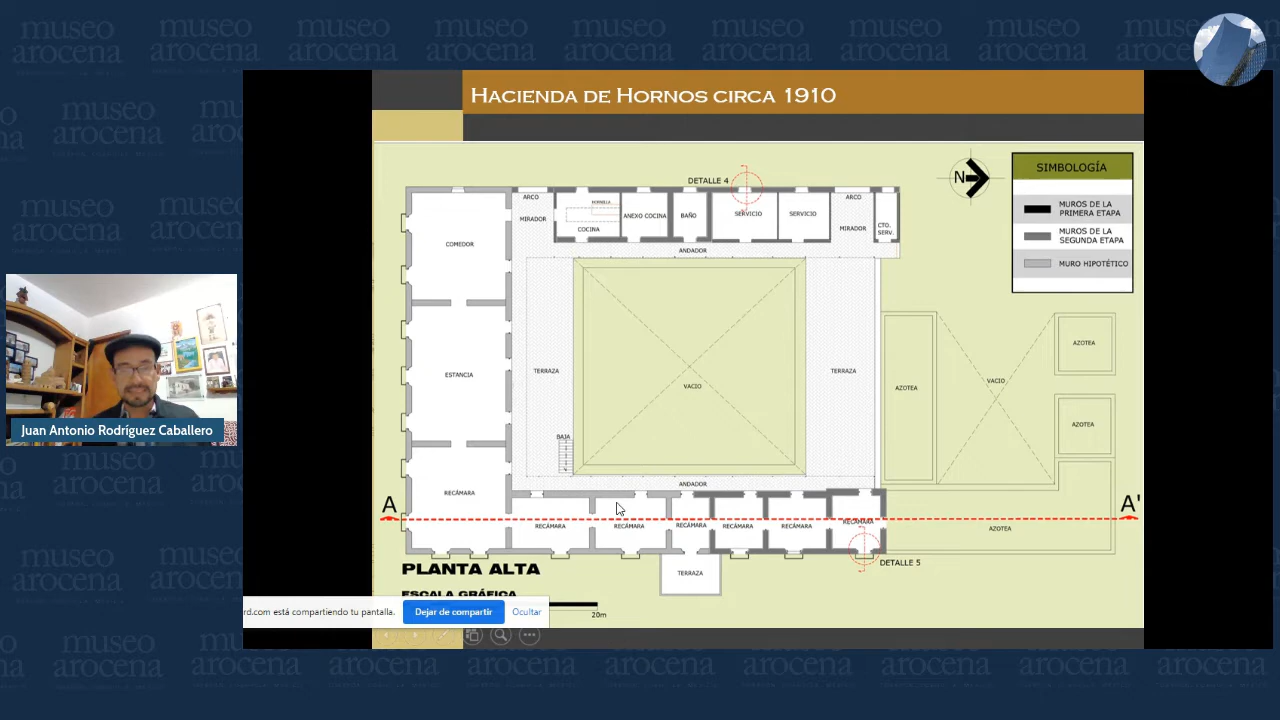 museo
arocena
HACIENDA DE HORNOS CIRCA 1910
SIMBOLOGÍA
MUROS DE LA
PRIMERA ETAPA
MUROS DE LA
SEGUNDA ETAPA
MURO HIPOTÉTICO
N
DETALLE 4
ARCO
MIRADOR
HORNILLA
COCINA
ANEXO COCINA
BAÑO
SERVICIO
SERVICIO
ARCO
MIRADOR
CTO.
SERV.
COMEDOR
ANDADOR
ESTANCIA
TERRAZA
VACIO
TERRAZA
AZOTEA
VACIO
AZOTEA
AZOTEA
BAJA
ANDADOR
RECÁMARA
A
A'
RECÁMARA
RECÁMARA
RECÁMARA
RECÁMARA
RECÁMARA
RECÁMARA
AZOTEA
DETALLE 5
TERRAZA
PLANTA ALTA
ESCALA GRÁFICA
20m
rd.com está compartiendo tu pantalla.
Dejar de compartir
Ocultar
Juan Antonio Rodríguez Caballero